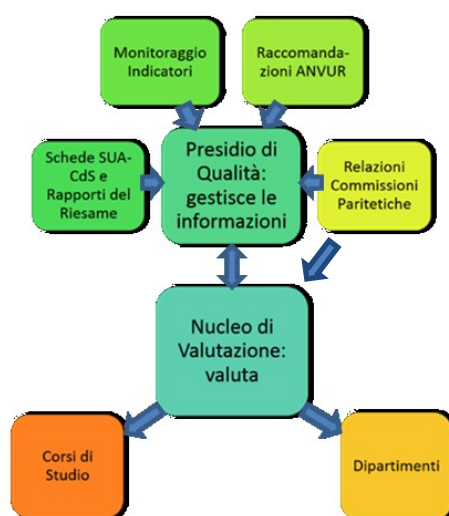 Monitoraggio
Indicatori
Raccomanda-
zioni ANVUR
Schede SUA-
CdS e
Rapporti del
Riesame
Presidio di
Qualità:
gestisce le
informazioni
Relazioni
Commissioni
Paritetiche
Nucleo di
Valutazione:
valuta
Corsi di
Studio
Dipartimenti